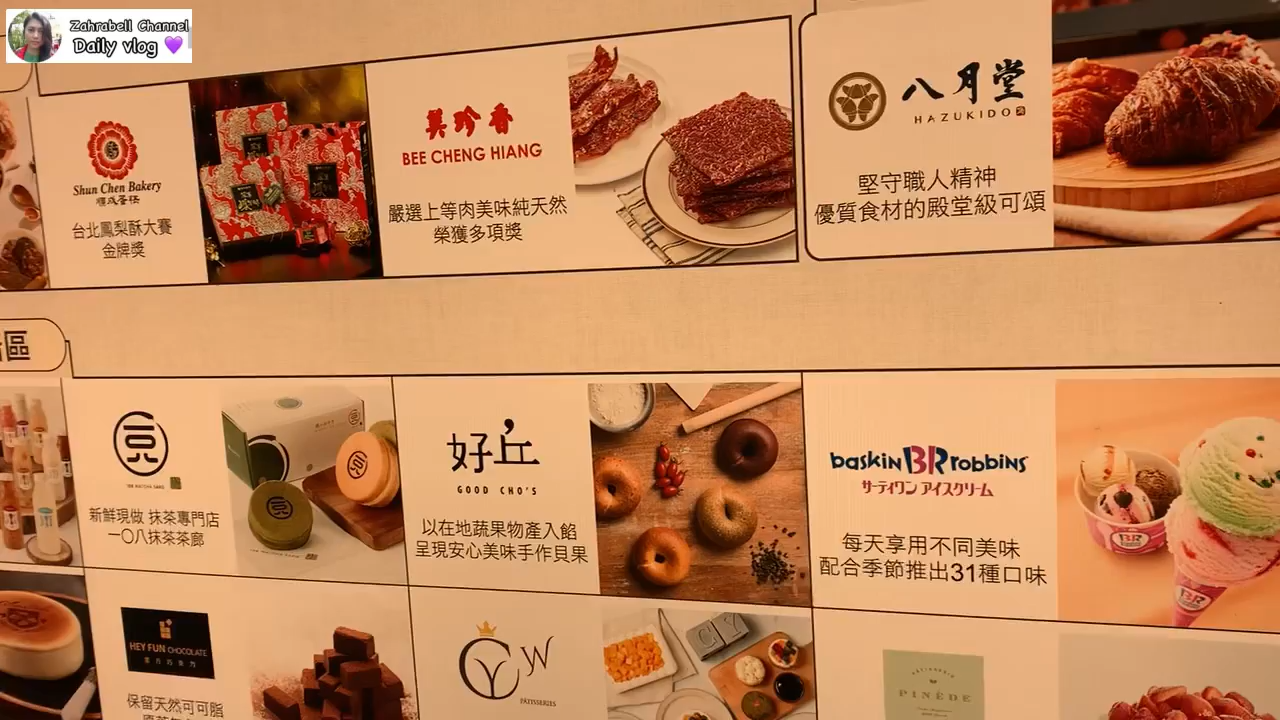 Zahrabell Channel
Daily vlog 💜
Shun Chen Bakery
順成蛋糕
台北鳳梨酥大賽
金牌獎
美珍香
BEE CHENG HIANG
嚴選上等肉美味純天然
榮獲多項獎
八月堂
HAZUKIDO
堅守職人精神
優質食材的殿堂級可頌
區
新鮮現做 抹茶專門店
一〇八抹茶茶廊
好丘
GOOD CHO'S
以在地蔬果物產入餡
呈現安心美味手作貝果
baskin BR robbins
サーティワン アイスクリーム
每天享用不同美味
配合季節推出31種口味
HEY FUN CHOCOLATE
保留天然可可脂
CYW
PÂTISSERIES
PINÈDE